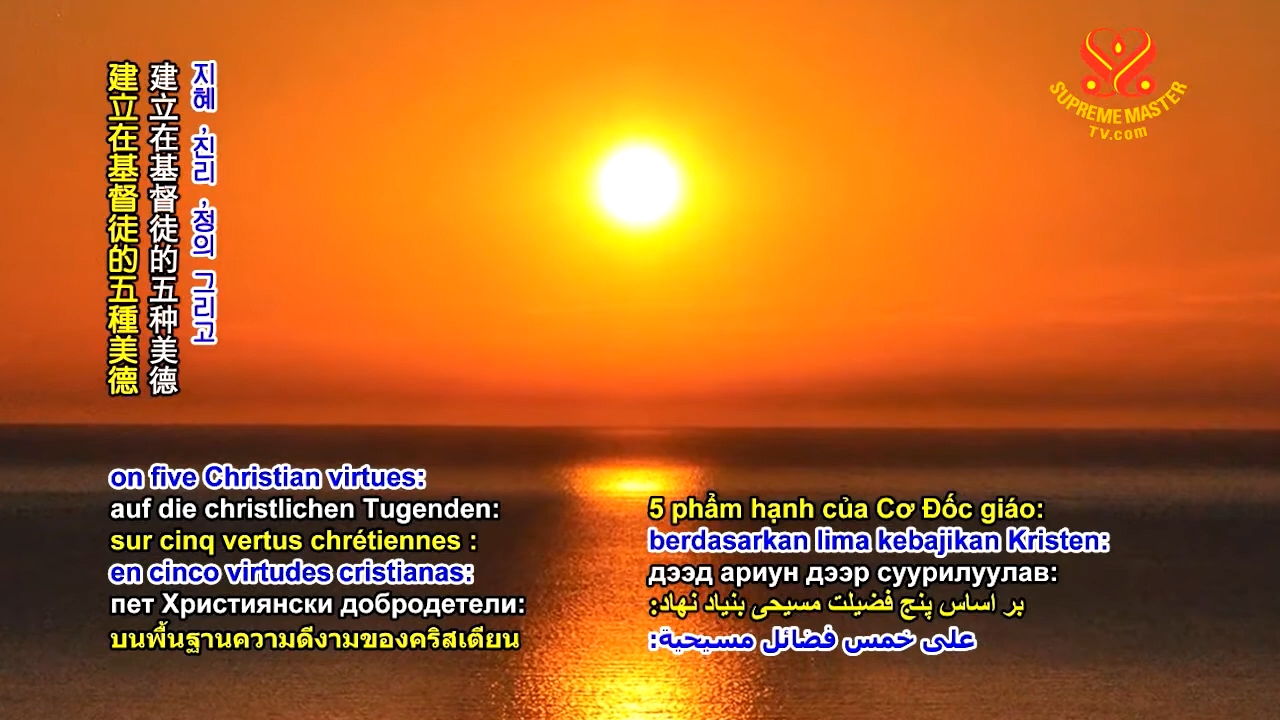 建立在基督徒的五種美德
建立在基督徒的五种美德
지혜 ,진리 ,정의 그리고
SUPREME MASTER
TV.com
on five Christian virtues:
auf die christlichen Tugenden:
sur cinq vertus chrétiennes :
en cinco virtudes cristianas:
пет Християнски добродетели:
บนพื้นฐานความดีงามของคริสเตียน
5 phẩm hạnh của Cơ Đốc giáo:
berdasarkan lima kebajikan Kristen:
дээд ариун дээр суурилуулав:
بر اساس پنج فضیلت مسیحی بنیاد نهاد:
على خمس فضائل مسيحية: